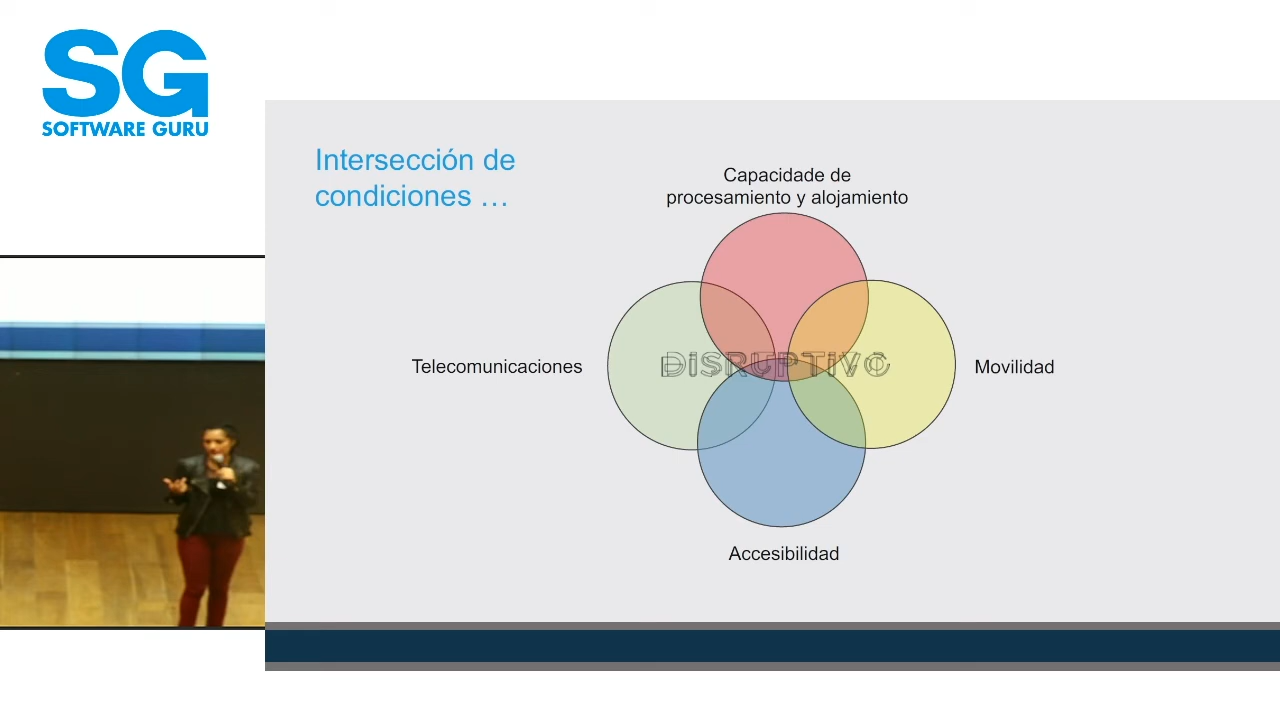 SG
SOFTWARE GURU
Intersección de
condiciones …
Capacidade de
procesamiento y alojamiento
Telecomunicaciones
DiSRUPTiVO
Movilidad
Accesibilidad